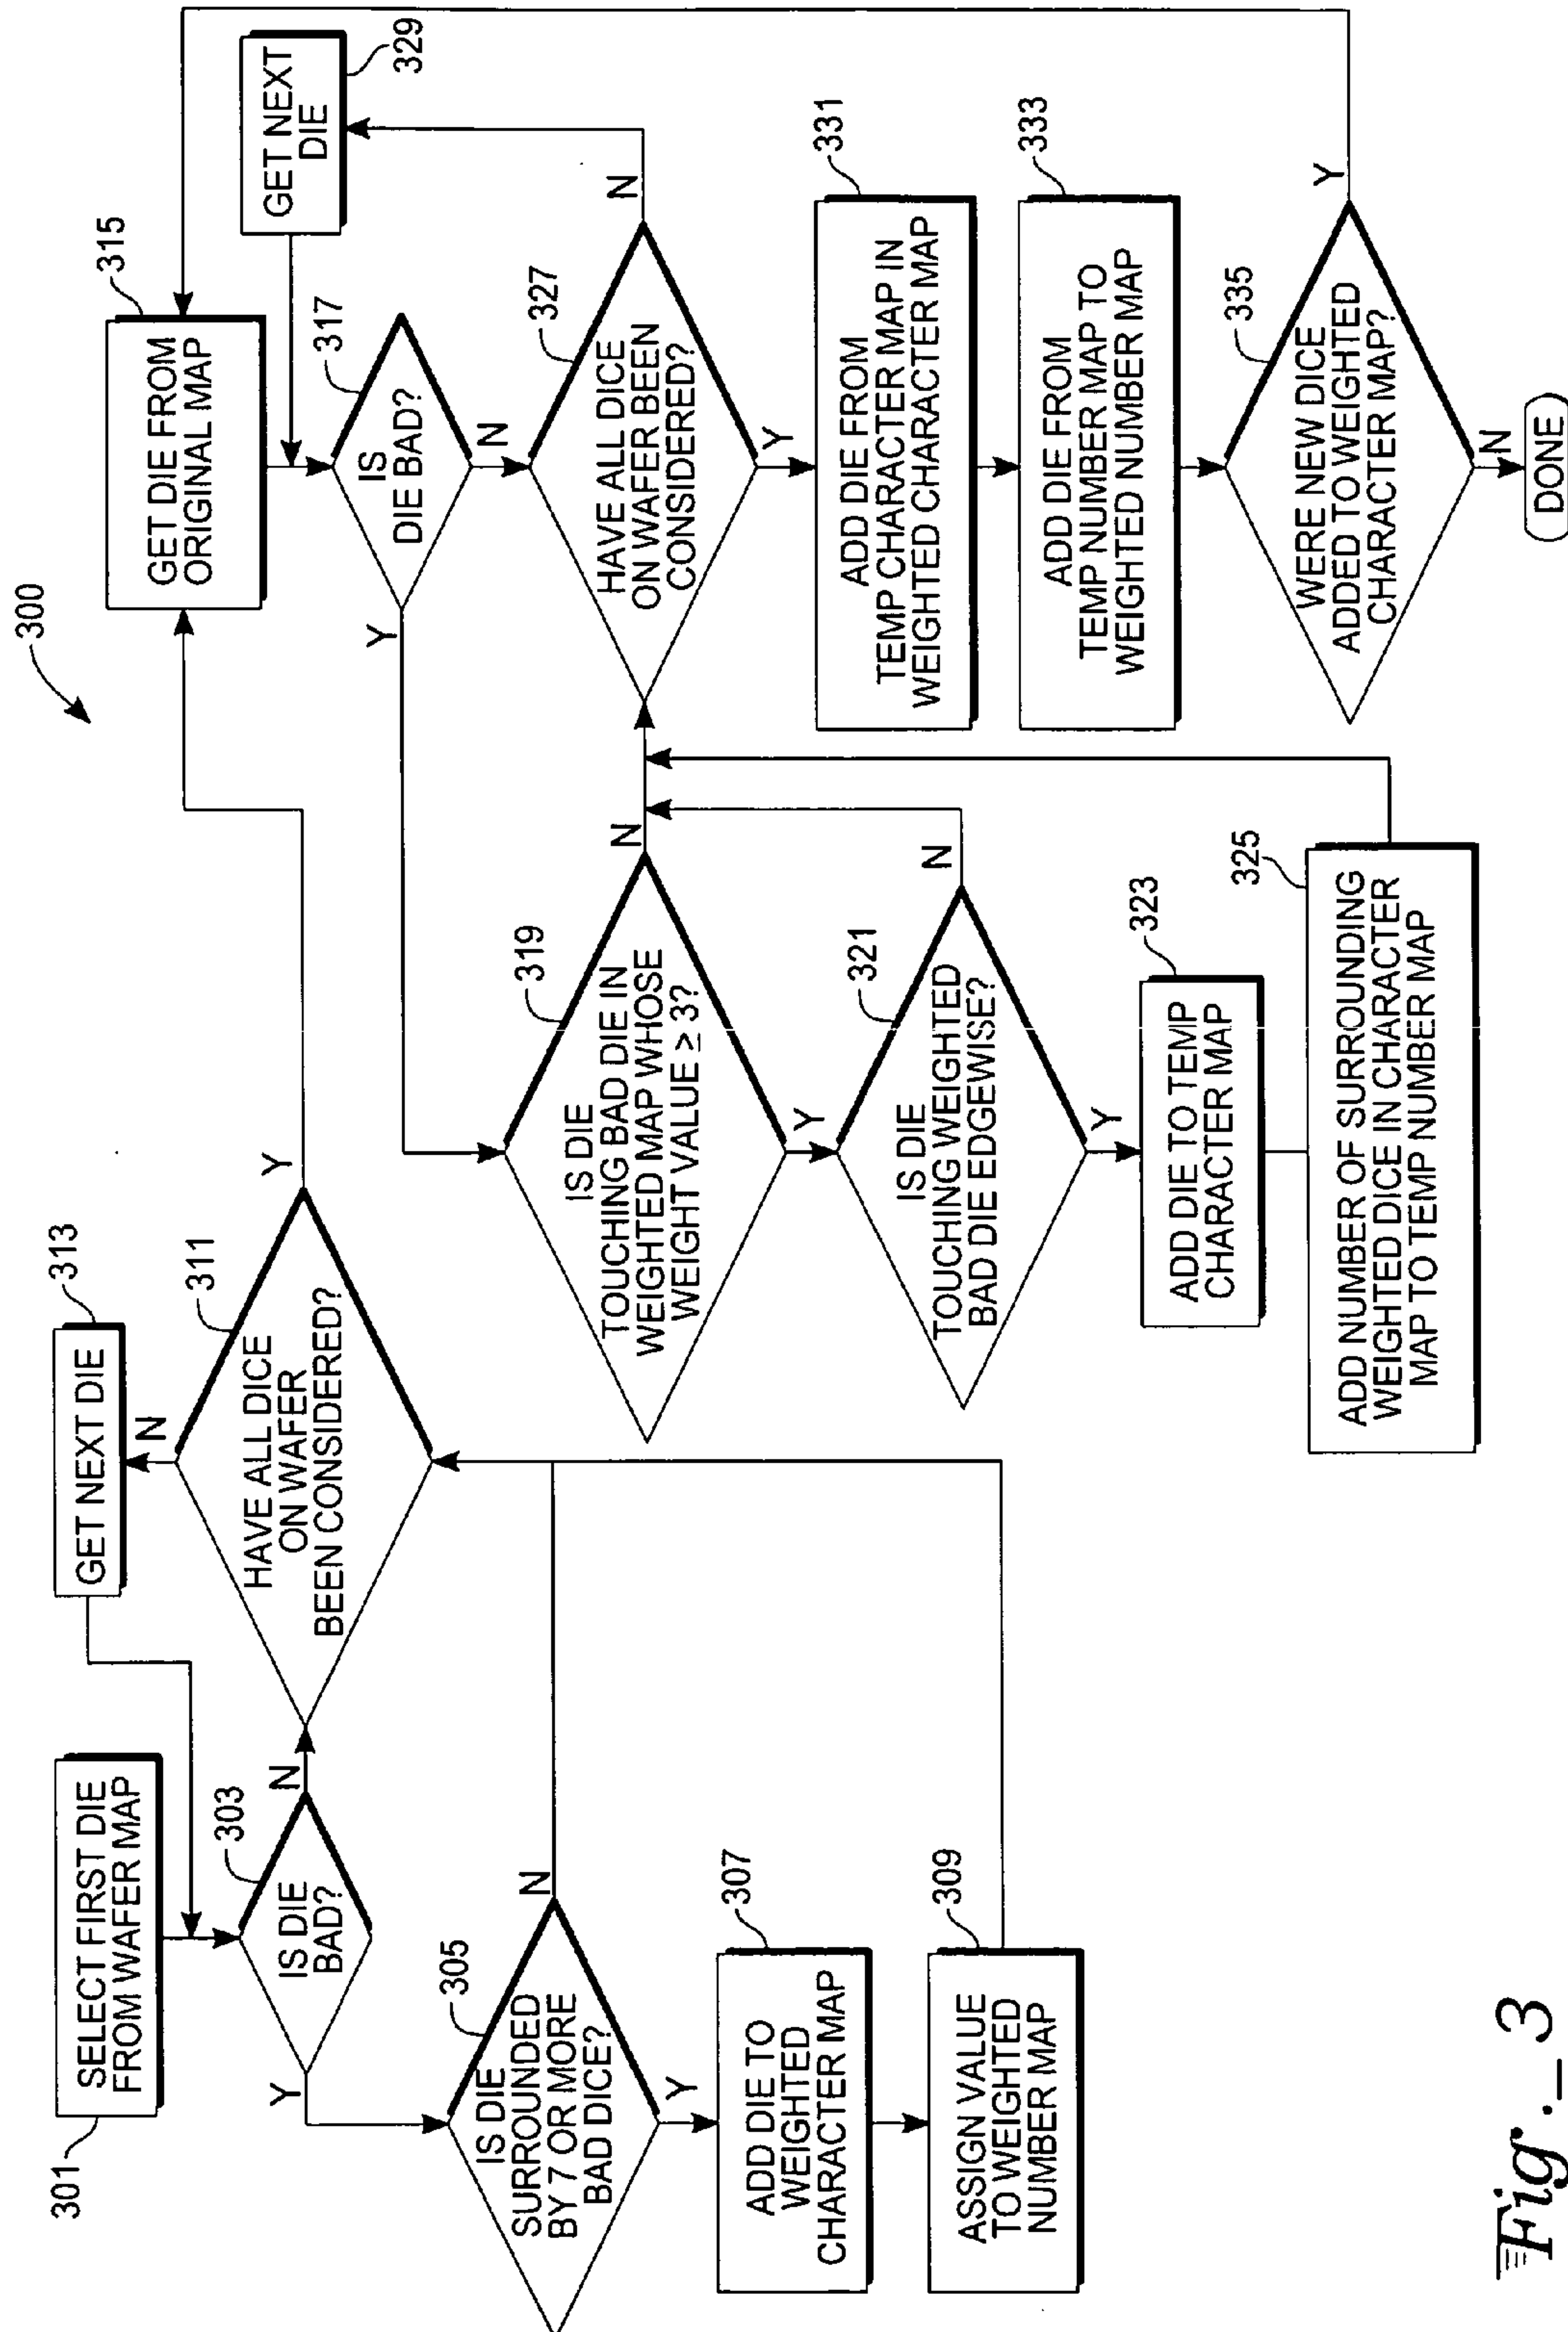 300
301
SELECT FIRST DIE
FROM WAFER MAP
303
IS DIE
BAD?
Y
N
305
IS DIE
SURROUNDED
BY 7 OR MORE
BAD DICE?
N
Y
307
ADD DIE TO
WEIGHTED
CHARACTER MAP
309
ASSIGN VALUE
TO WEIGHTED
NUMBER MAP
313
GET NEXT DIE
N
311
HAVE ALL DICE
ON WAFER
BEEN CONSIDERED?
Y
315
GET DIE FROM
ORIGINAL MAP
329
GET NEXT
DIE
317
IS
DIE BAD?
Y
N
319
IS DIE
TOUCHING BAD DIE IN
WEIGHTED MAP WHOSE
WEIGHT VALUE ≥ 3?
N
Y
321
IS DIE
TOUCHING WEIGHTED
BAD DIE EDGEWISE?
N
Y
323
ADD DIE TO TEMP
CHARACTER MAP
325
ADD NUMBER OF SURROUNDING
WEIGHTED DICE IN CHARACTER
MAP TO TEMP NUMBER MAP
327
HAVE ALL DICE
ON WAFER BEEN
CONSIDERED?
N
Y
331
ADD DIE FROM
TEMP CHARACTER MAP IN
WEIGHTED CHARACTER MAP
333
ADD DIE FROM
TEMP NUMBER MAP TO
WEIGHTED NUMBER MAP
335
WERE NEW DICE
ADDED TO WEIGHTED
CHARACTER MAP?
Y
N
DONE
Fig._3